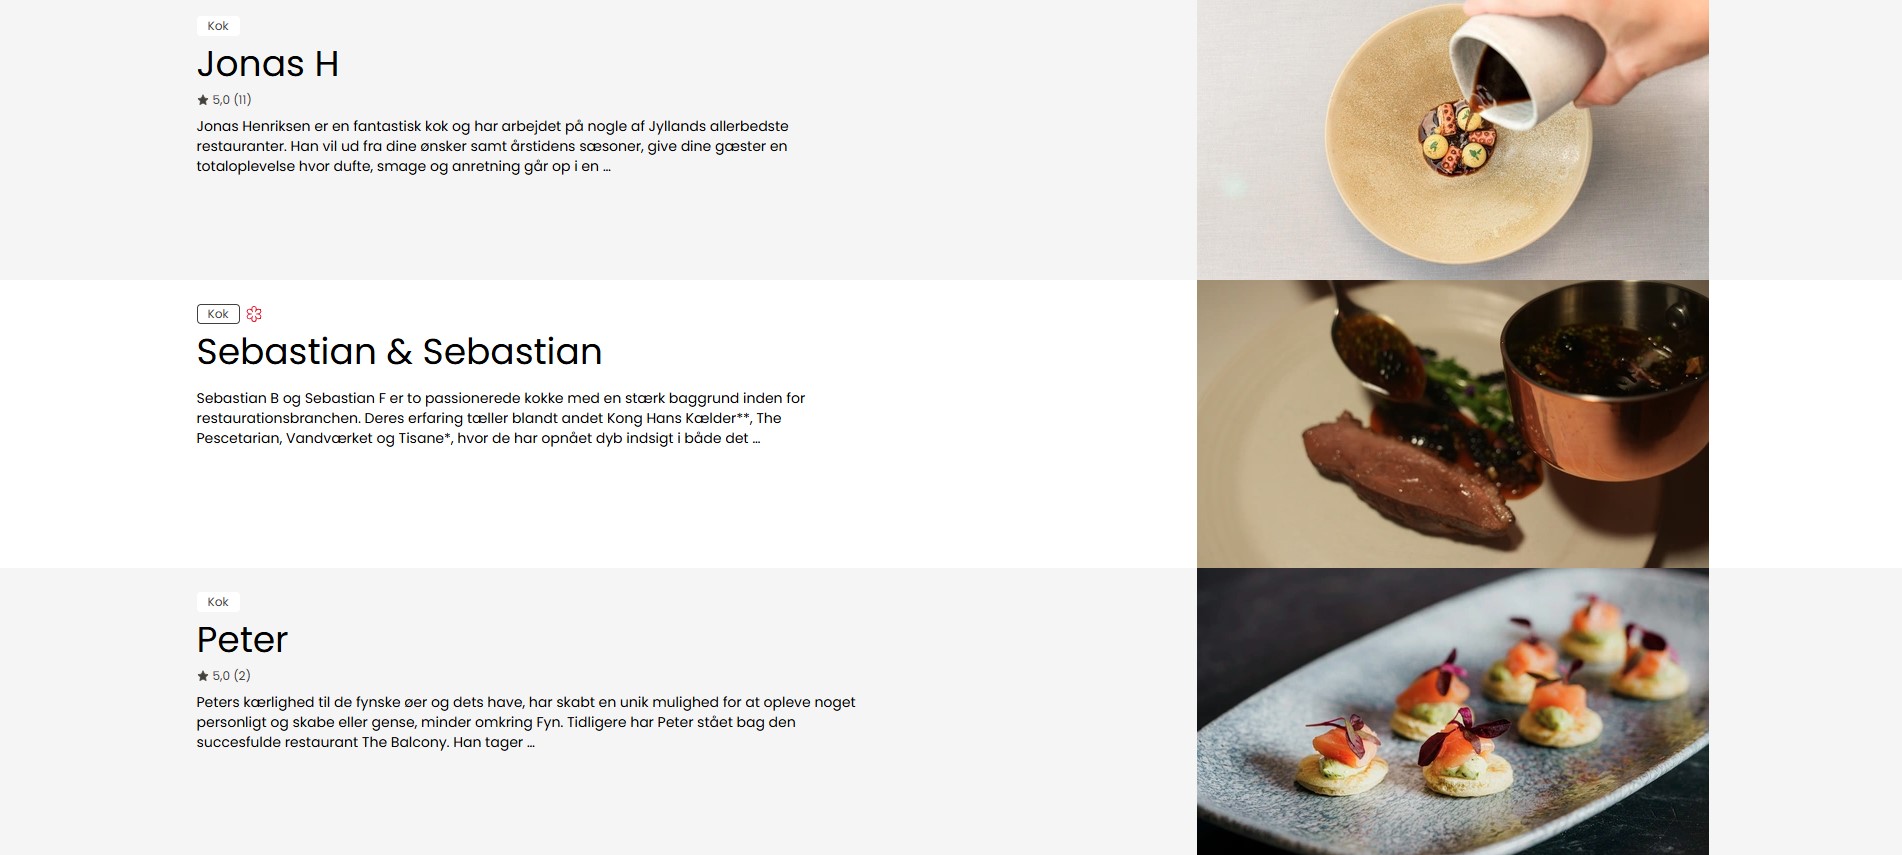 Kok
Jonas H
★ 5,0 (11)
Jonas Henriksen er en fantastisk kok og har arbejdet på nogle af Jyllands allerbedste
restauranter. Han vil ud fra dine ønsker samt årstidens sæsoner, give dine gæster en
totaloplevelse hvor dufte, smage og anretning går op i en ...
Kok
Sebastian & Sebastian
Sebastian B og Sebastian F er to passionerede kokke med en stærk baggrund inden for
restaurationsbranchen. Deres erfaring tæller blandt andet Kong Hans Kælder**, The
Pescetarian, Vandværket og Tisane*, hvor de har opnået dyb indsigt i både det ...
Kok
Peter
★ 5,0 (2)
Peters kærlighed til de fynske øer og dets have, har skabt en unik mulighed for at opleve noget
personligt og skabe eller gense, minder omkring Fyn. Tidligere har Peter stået bag den
succesfulde restaurant The Balcony. Han tager ...